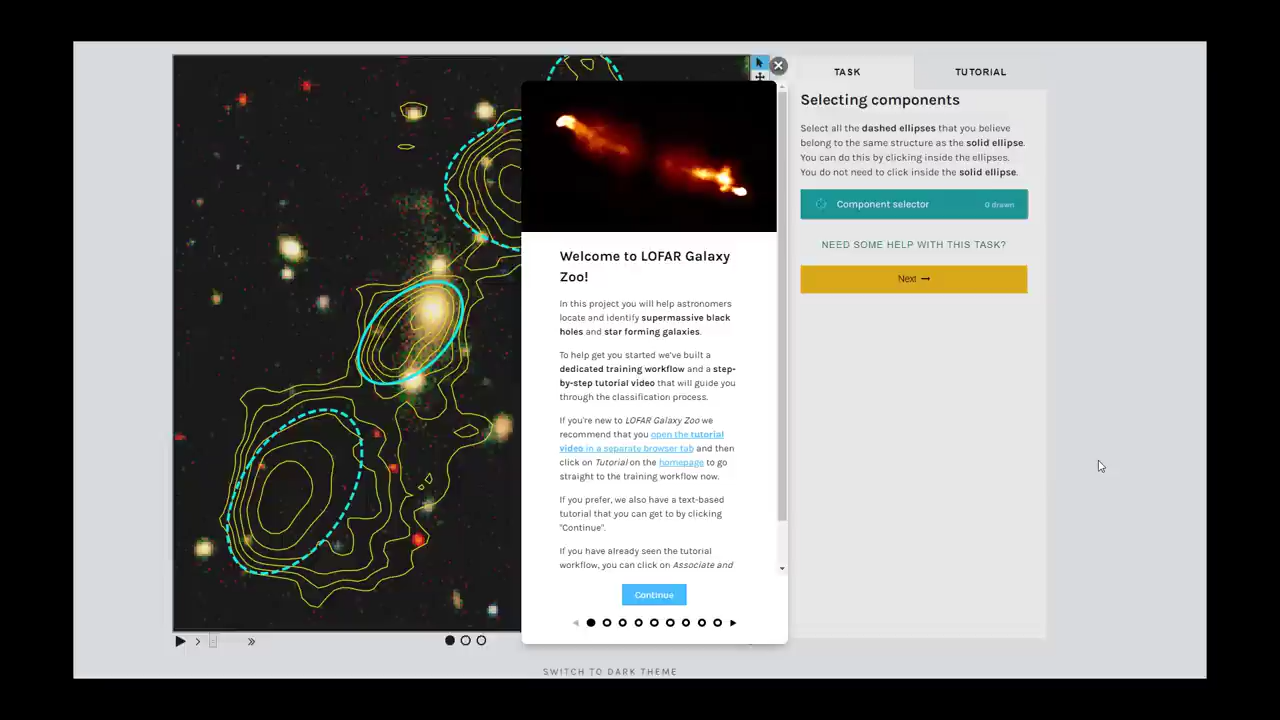 TASK
TUTORIAL
Selecting components
Select all the dashed ellipses that you believe
belong to the same structure as the solid ellipse.
You can do this by clicking inside the ellipses.
You do not need to click inside the solid ellipse.
Component selector
0 drawn
NEED SOME HELP WITH THIS TASK?
Next
Welcome to LOFAR Galaxy
Zoo!
In this project you will help astronomers
locate and identify supermassive black
holes and star forming galaxies.
To help get you started we've built a
dedicated training workflow and a step-
by-step tutorial video that will guide you
through the classification process.
If you're new to LOFAR Galaxy Zoo we
recommend that you open the tutorial
video in a separate browser tab and then
click on Tutorial on the homepage to go
straight to the training workflow now.
If you prefer, we also have a text-based
tutorial that you can get to by clicking
"Continue".
If you have already seen the tutorial
workflow, you can click on Associate and
Continue
SWITCH TO DARK THEME